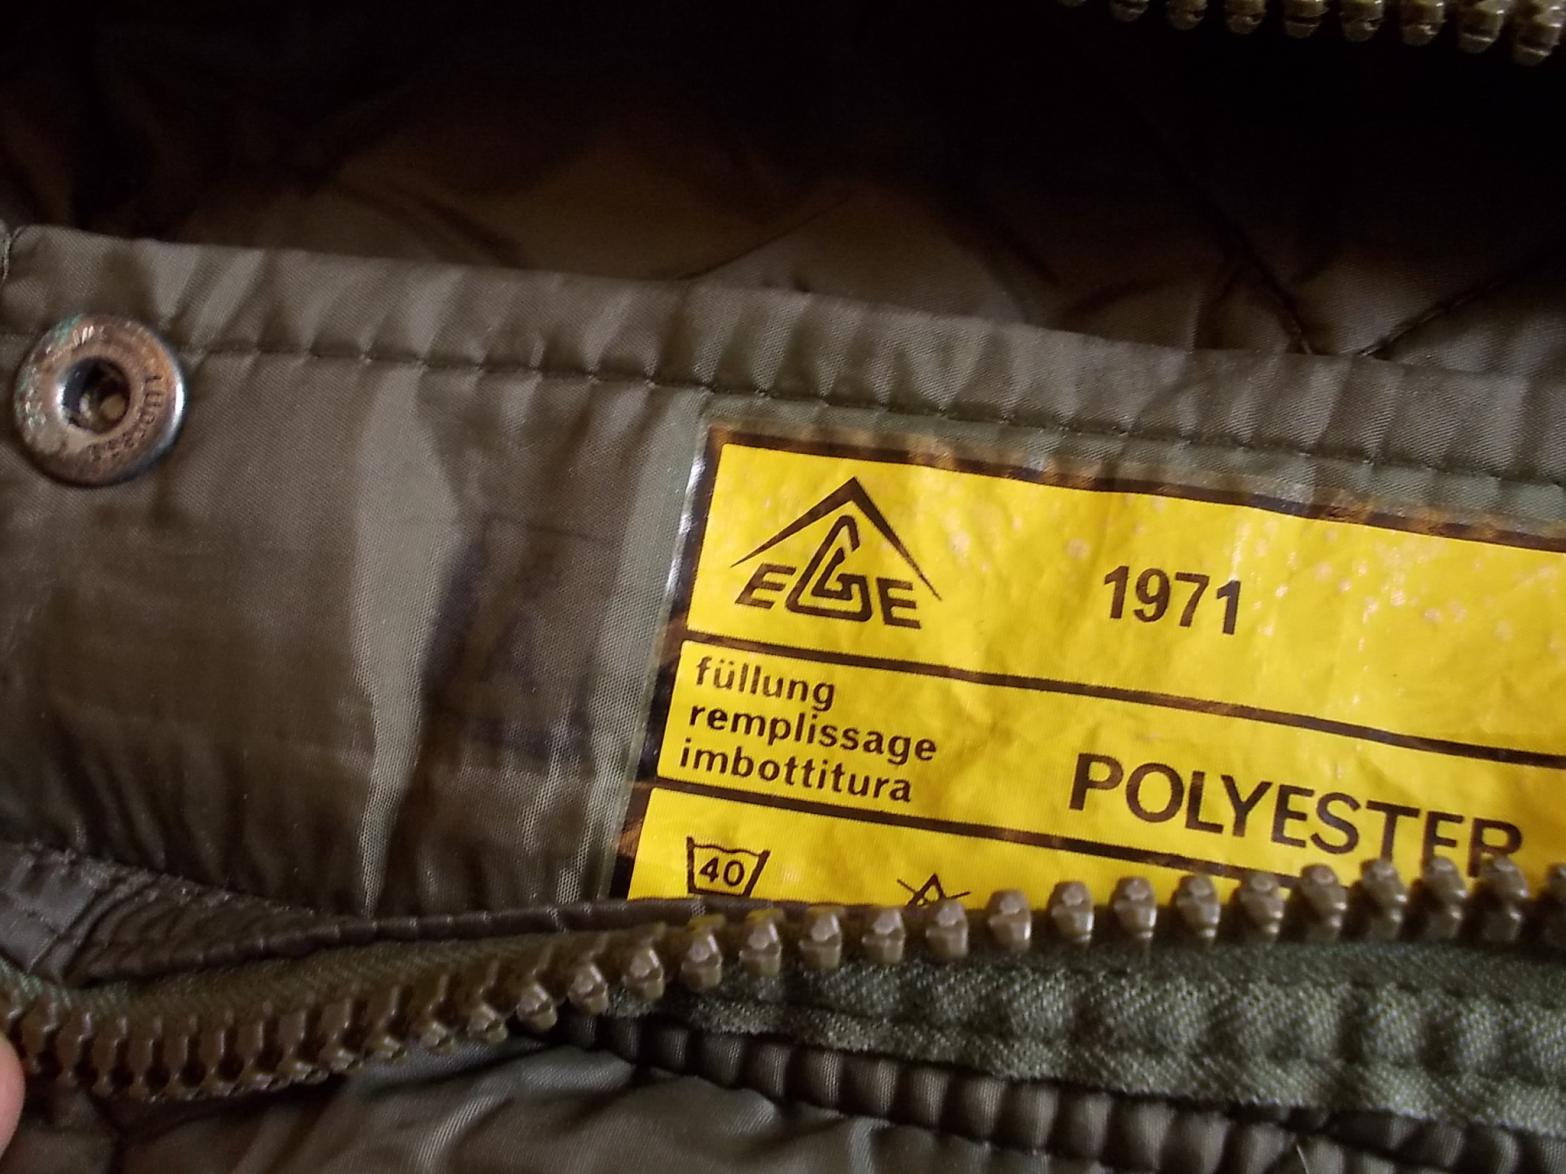 EGE
1971
füllung
remplissage
imbottitura
POLYESTER
40